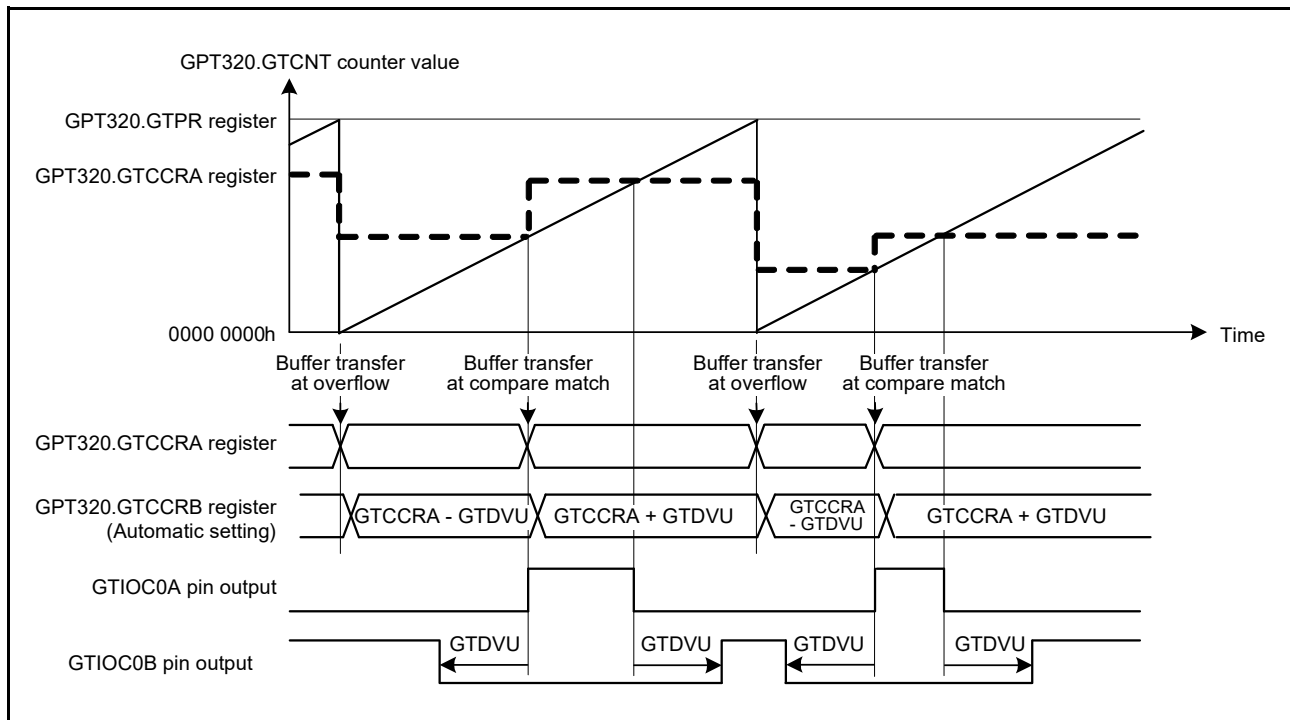 GPT320.GTCNT counter value
GPT320.GTPR register
GPT320.GTCCRA register
0000 0000h
Time
Buffer transfer
at overflow
Buffer transfer
at compare match
Buffer transfer
at overflow
Buffer transfer
at compare match
GPT320.GTCCRA register
GPT320.GTCCRB register
(Automatic setting)
GTCCRA - GTDVU
GTCCRA + GTDVU
GTCCRA
- GTDVU
GTCCRA + GTDVU
GTIOC0A pin output
GTIOC0B pin output
GTDVU
GTDVU
GTDVU
GTDVU